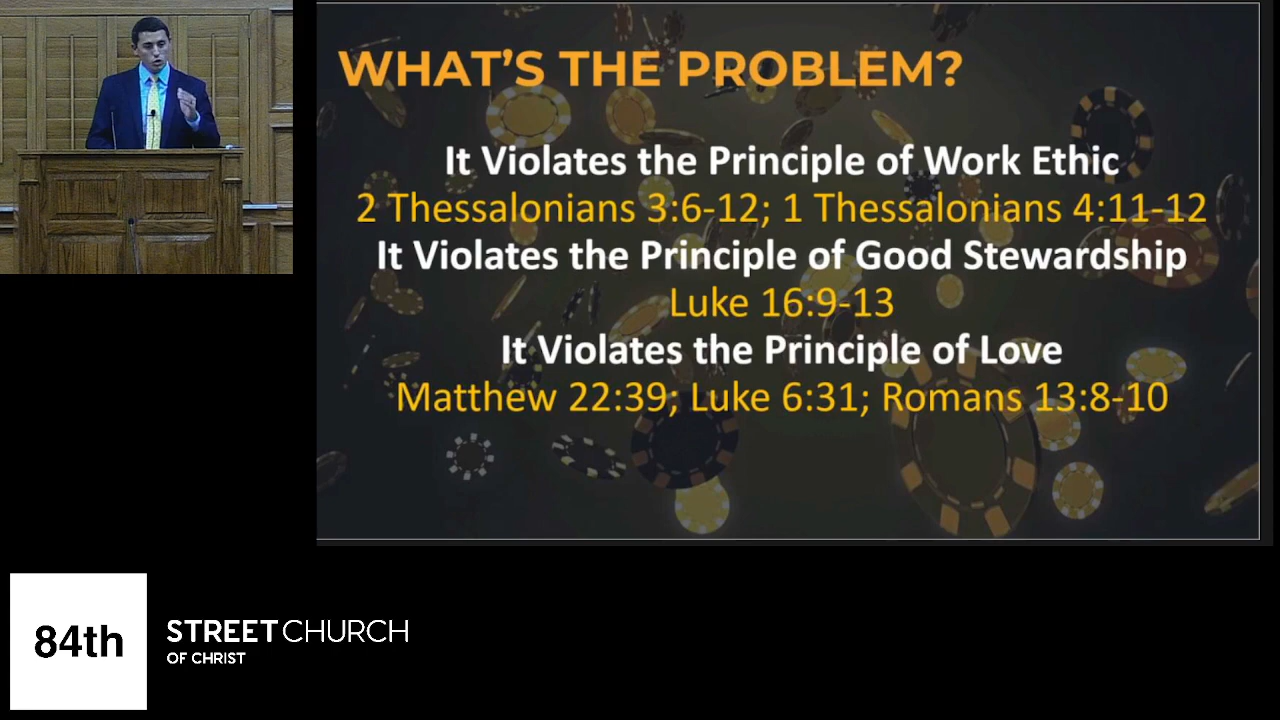 WHAT'S THE PROBLEM?
It Violates the Principle of Work Ethic
2 Thessalonians 3:6-12; 1 Thessalonians 4:11-12
It Violates the Principle of Good Stewardship
Luke 16:9-13
It Violates the Principle of Love
Matthew 22:39; Luke 6:31; Romans 13:8-10
84th
STREET CHURCH
OF CHRIST